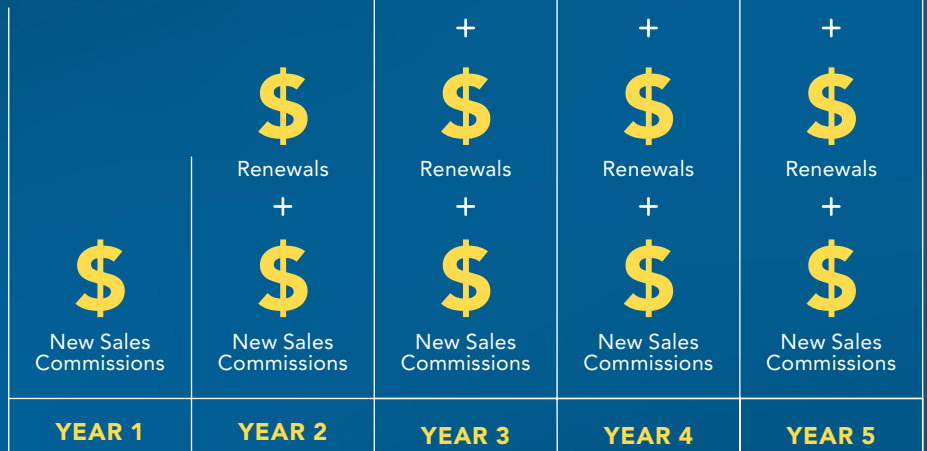 + + +
$ $ $ $
Renewals Renewals Renewals Renewals
+ + + +
$ $ $ $ $
New Sales New Sales New Sales New Sales New Sales
Commissions Commissions Commissions Commissions Commissions
YEAR 1 YEAR 2 YEAR 3 YEAR 4 YEAR 5